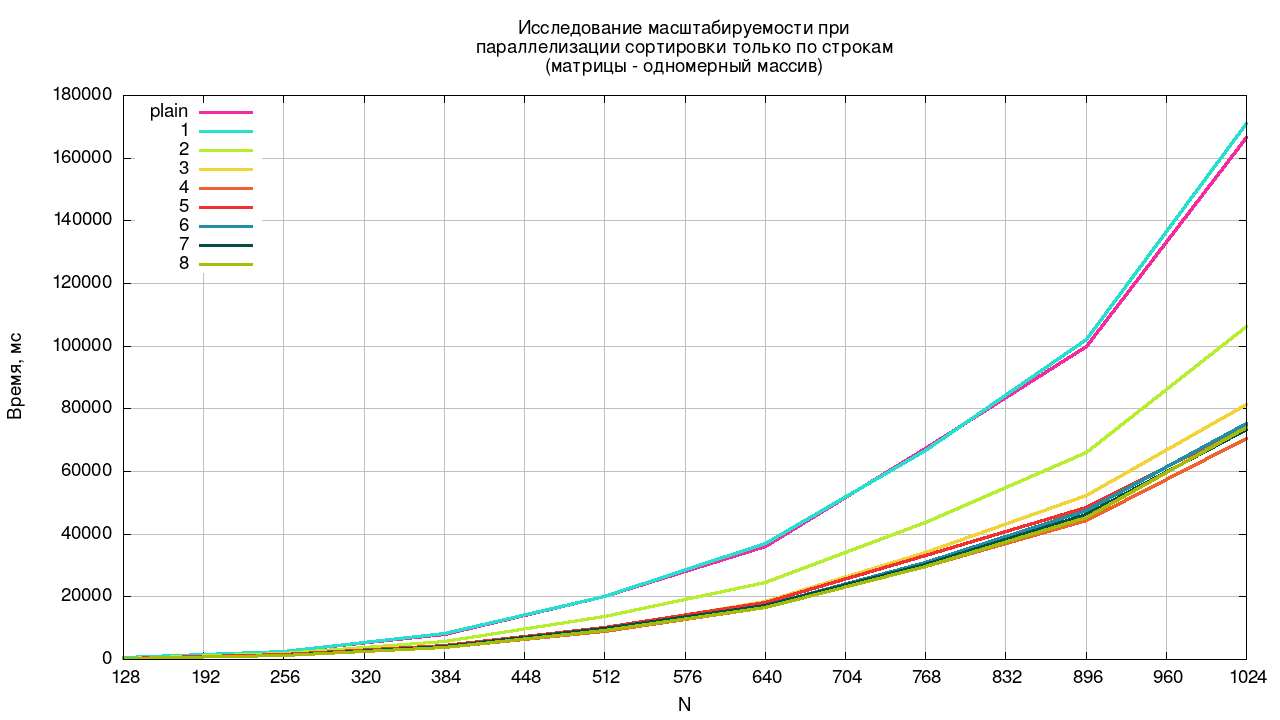 Исследование масштабируемости при
параллелизации сортировки только по строкам
(матрицы - одномерный массив)
180000
160000
140000
120000
100000
80000
60000
40000
20000
0
Время, мс
plain
1
2
3
4
5
6
7
8
128 192 256 320 384 448 512 576 640 704 768 832 896 960 1024
N